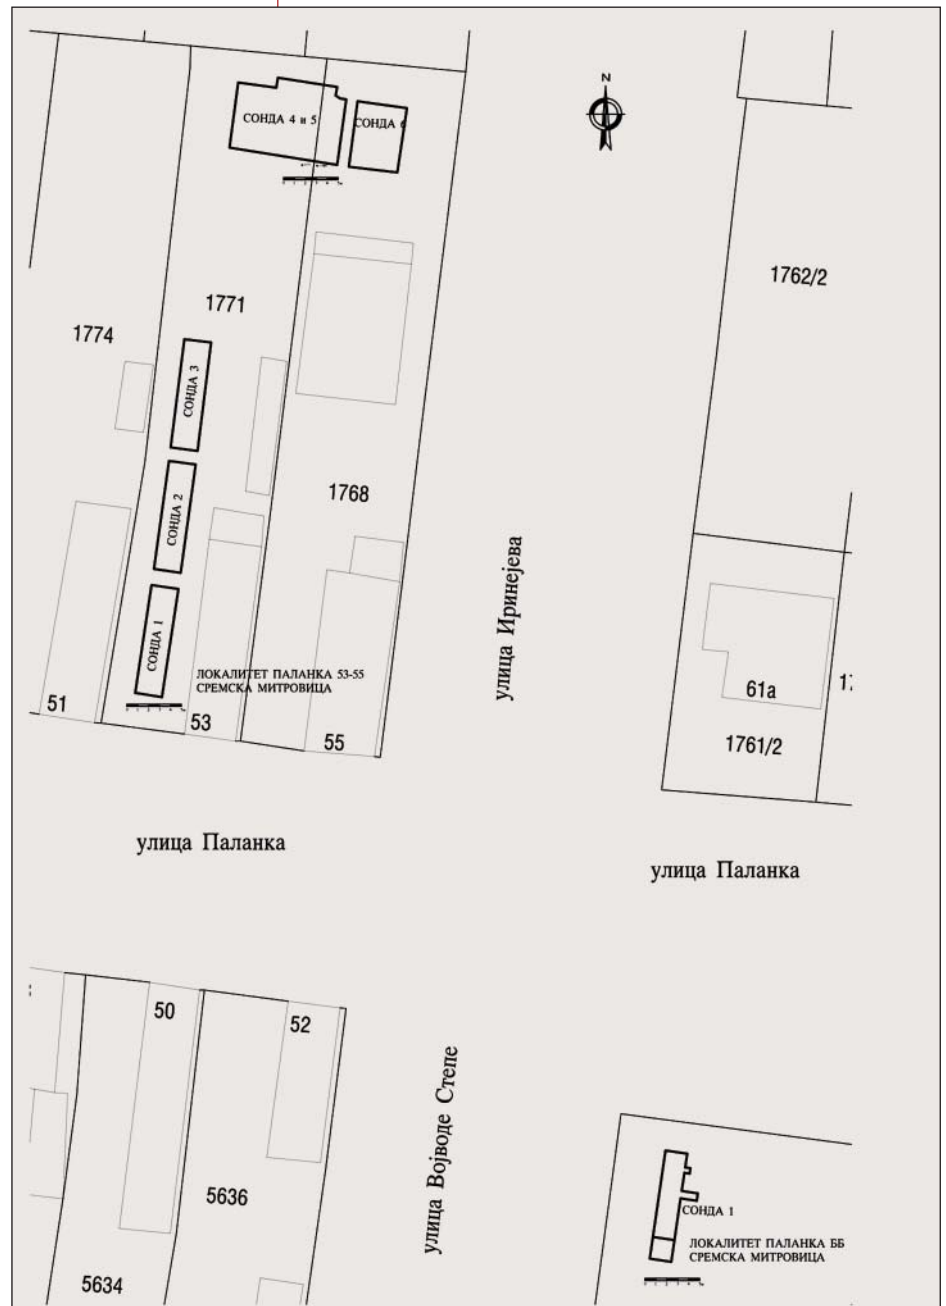 N
СОНДА 4 и 5
СОНДА 6
1762/2
1771
1774
СОНДА 3
1768
СОНДА 2
улица Иринејева
СОНДА 1
ЛОКАЛИТЕТ ПАЛАНКА 53-55
СРЕМСКА МИТРОВИЦА
51
53
55
61а
1761/2
улица Паланка
улица Паланка
50
52
улица Војводе Степе
5636
5634
СОНДА 1
ЛОКАЛИТЕТ ПАЛАНКА ББ
СРЕМСКА МИТРОВИЦА